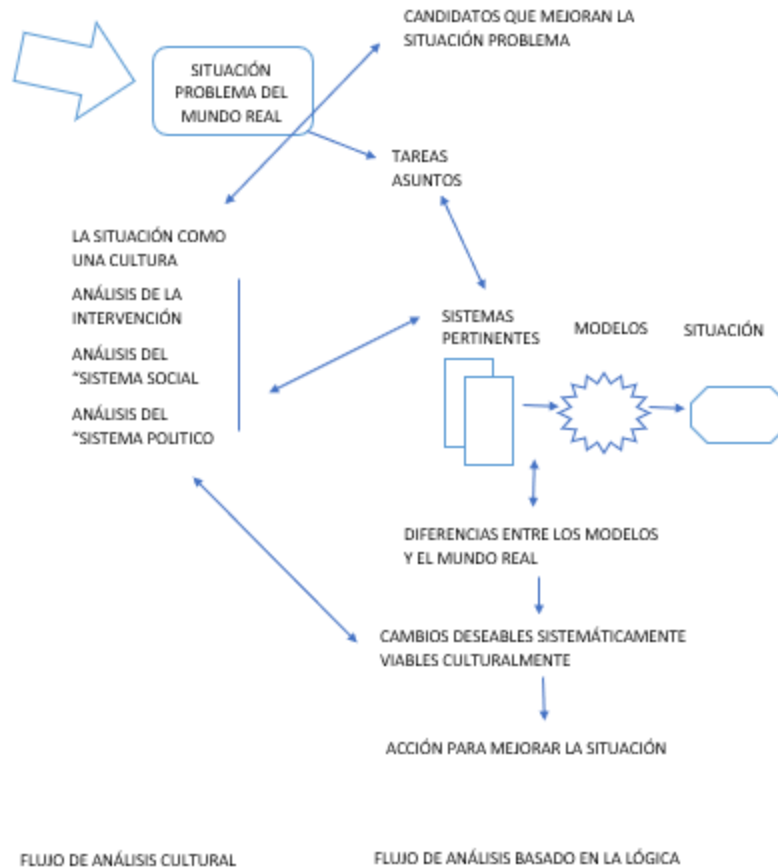 CANDIDATOS QUE MEJORAN LA
SITUACIÓN PROBLEMA
SITUACIÓN
PROBLEMA DEL
MUNDO REAL
TAREAS
ASUNTOS
LA SITUACIÓN COMO
UNA CULTURA
ANÁLISIS DE LA
INTERVENCIÓN
ANÁLISIS DEL
“SISTEMA SOCIAL
ANÁLISIS DEL
“SISTEMA POLITICO
SISTEMAS
PERTINENTES
MODELOS
SITUACIÓN
DIFERENCIAS ENTRE LOS MODELOS
Y EL MUNDO REAL
CAMBIOS DESEABLES SISTEMÁTICAMENTE
VIABLES CULTURALMENTE
ACCIÓN PARA MEJORAR LA SITUACIÓN
FLUJO DE ANÁLISIS CULTURAL
FLUJO DE ANÁLISIS BASADO EN LA LÓGICA